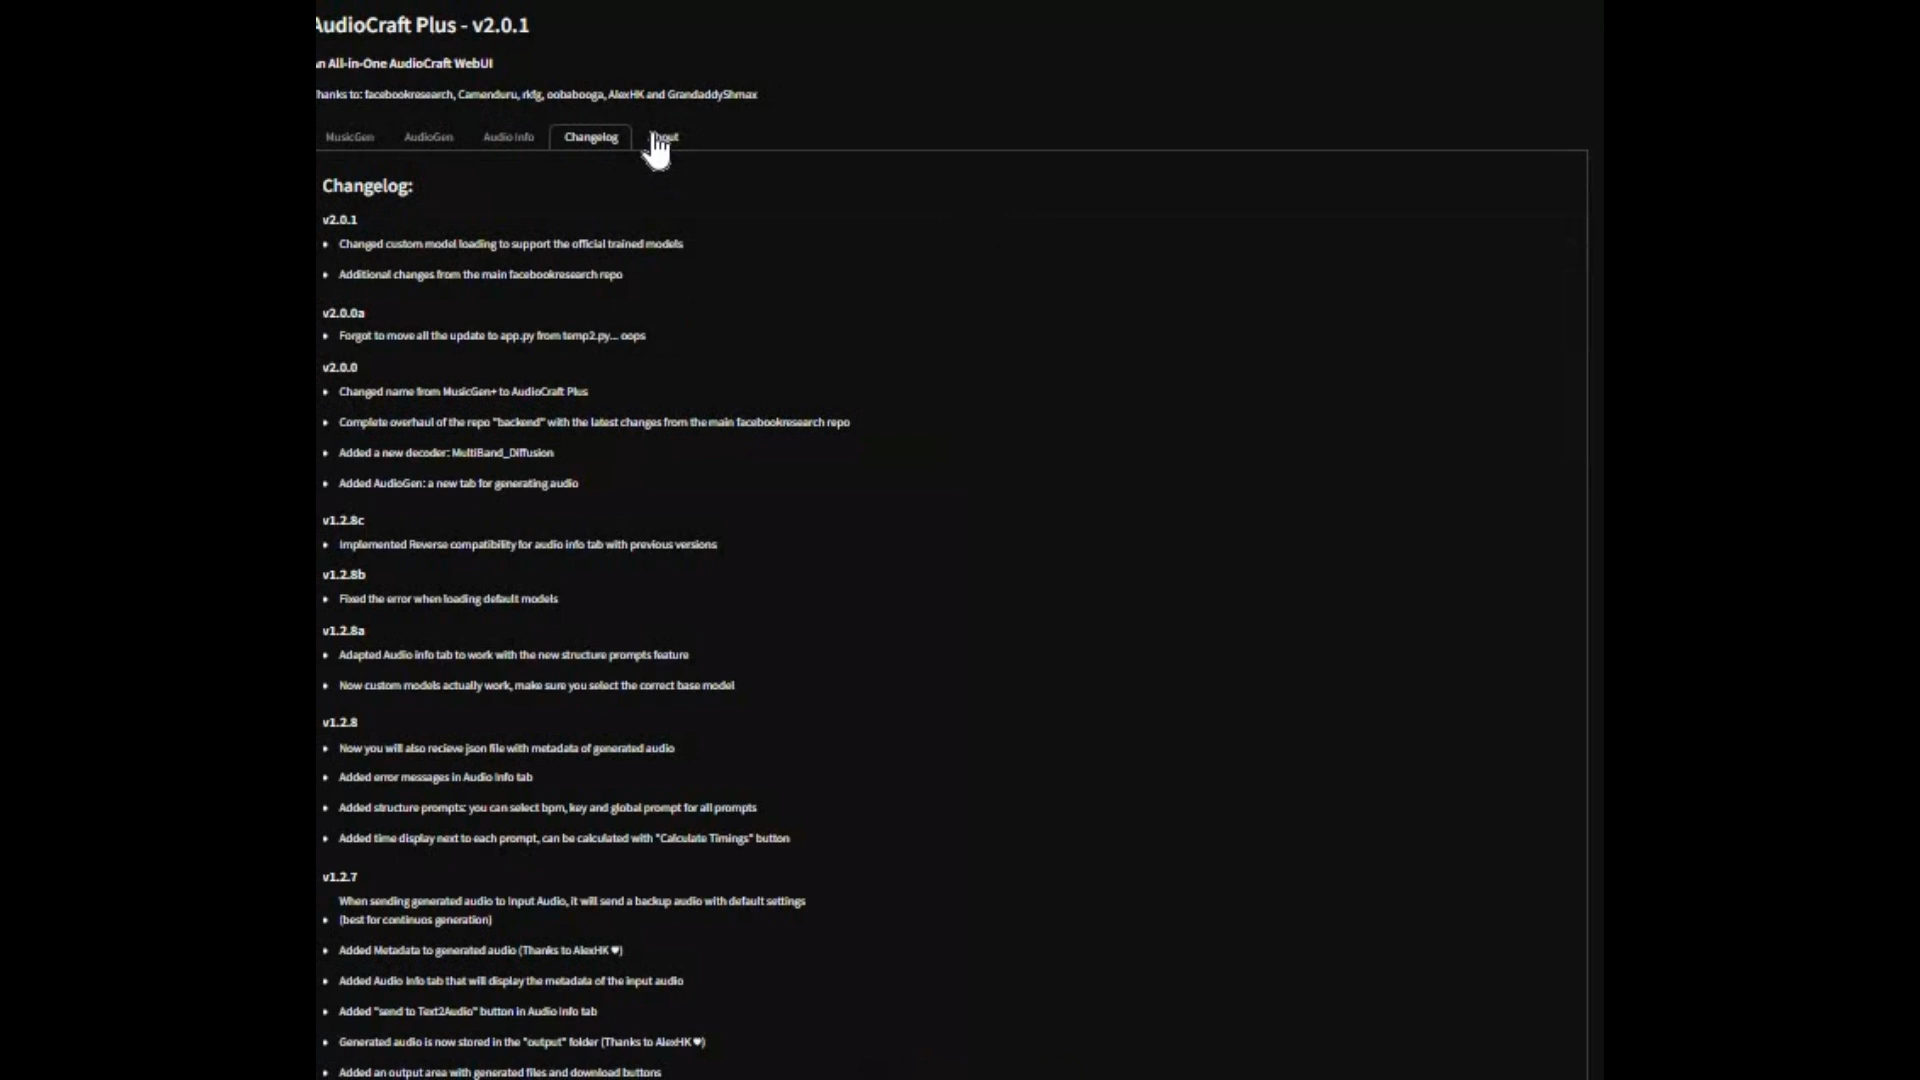 AudioCraft Plus - v2.0.1
An All-in-One AudioCraft WebUI
Thanks to: facebookresearch, Camenduru, rkfg, oobabooga, AlexHK and GrandaddyShmax
MusicGen AudioGen Audio Info Changelog
Changelog:
v2.0.1
• Changed custom model loading to support the official trained models
• Additional changes from the main facebookresearch repo
v2.0.0a
• Forgot to move all the update to app.py from temp2.py... oops
v2.0.0
• Changed name from MusicGen+ to AudioCraft Plus
• Complete overhaul of the repo "backend" with the latest changes from the main facebookresearch repo
• Added a new decoder: MultiBand_Diffusion
• Added AudioGen: a new tab for generating audio
v1.2.8c
• Implemented Reverse compatibility for audio info tab with previous versions
v1.2.8b
• Fixed the error when loading default models
v1.2.8a
• Adapted Audio info tab to work with the new structure prompts feature
• Now custom models actually work, make sure you select the correct base model
v1.2.8
• Now you will also recieve json file with metadata of generated audio
• Added error messages in Audio Info tab
• Added structure prompts: you can select bpm, key and global prompt for all prompts
• Added time display next to each prompt, can be calculated with "Calculate Timings" button
v1.2.7
When sending generated audio to Input Audio, it will send a backup audio with default settings
• (best for continuos generation)
• Added Metadata to generated audio (Thanks to AlexHK ♥)
• Added Audio Info tab that will display the metadata of the input audio
• Added "send to Text2Audio" button in Audio Info tab
• Generated audio is now stored in the "output" folder (Thanks to AlexHK ♥)
• Added an output area with generated files and download buttons